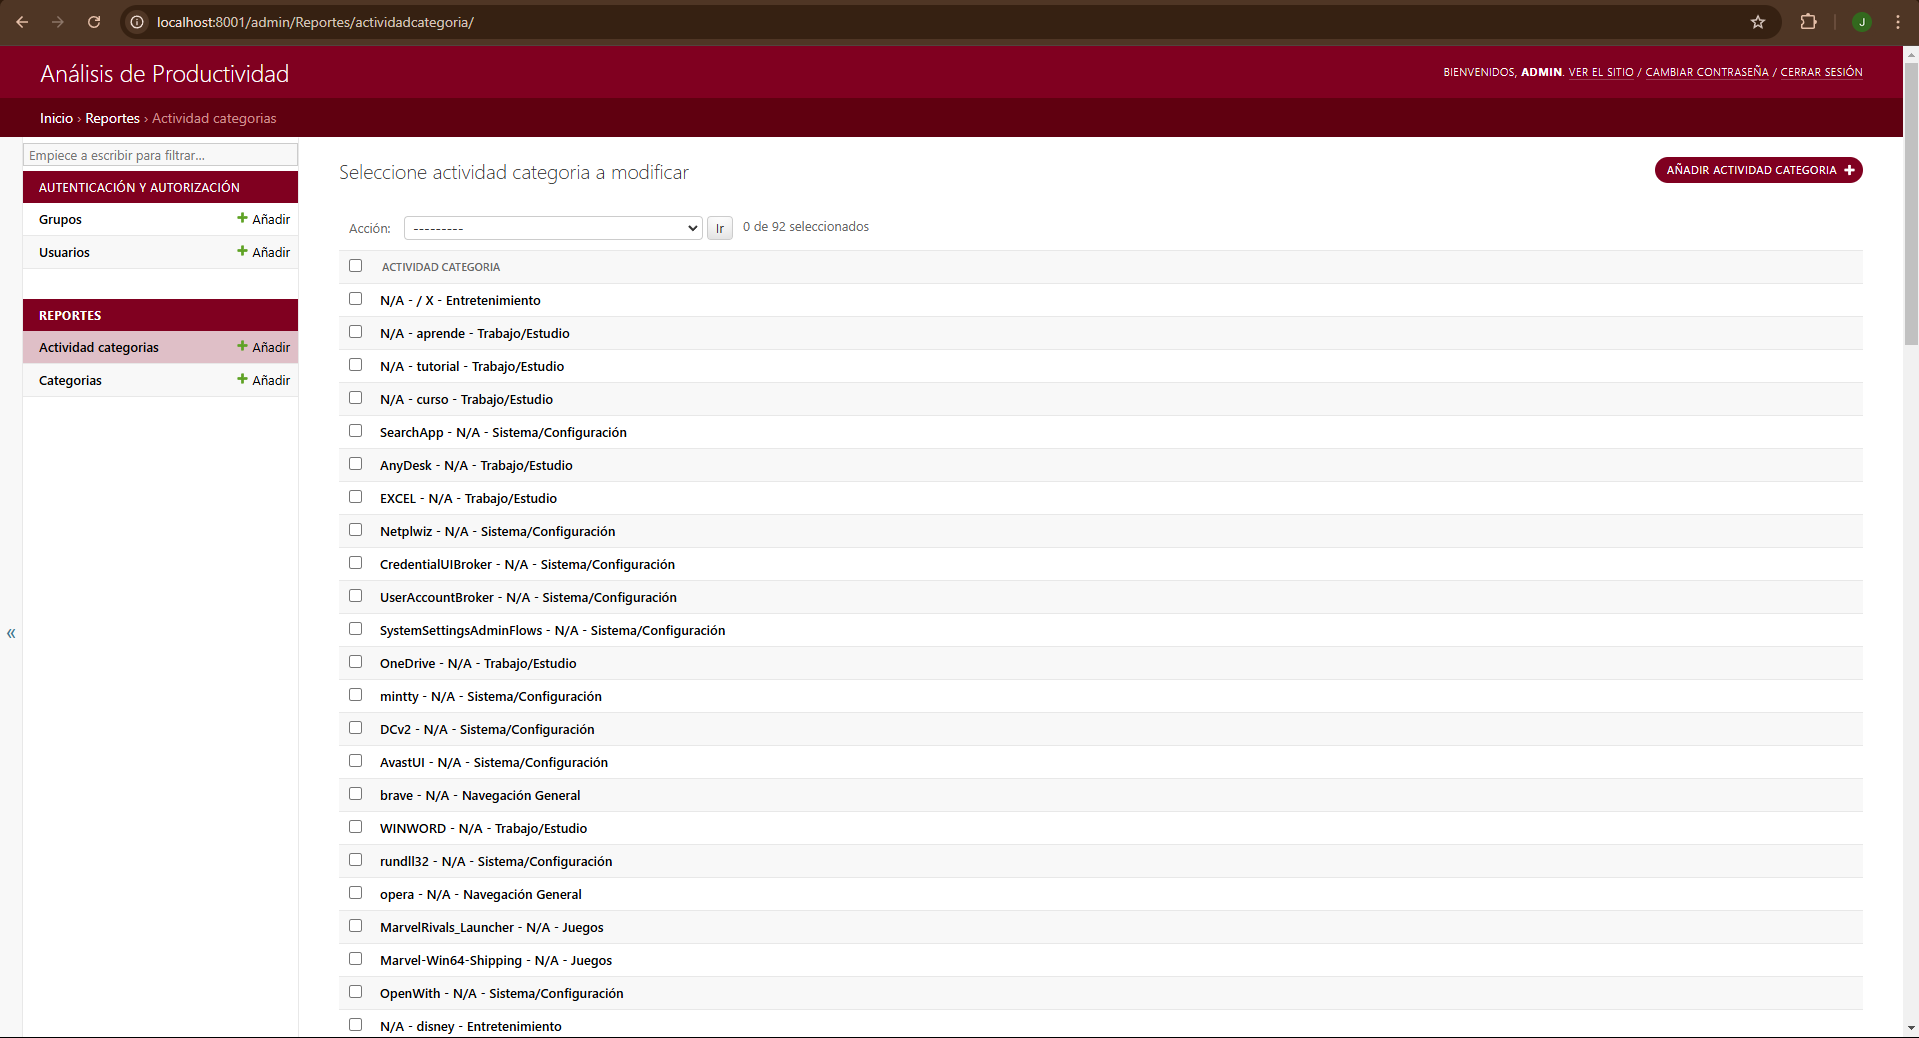 localhost:8001/admin/Reportes/actividadcategoria/
J
Análisis de Productividad
BIENVENIDOS, ADMIN. VER EL SITIO / CAMBIAR CONTRASEÑA / CERRAR SESIÓN
Inicio › Reportes › Actividad categorias
Empiece a escribir para filtrar...
AUTENTICACIÓN Y AUTORIZACIÓN
Grupos + Añadir
Usuarios + Añadir
REPORTES
Actividad categorias + Añadir
Categorias + Añadir
«
Seleccione actividad categoria a modificar
AÑADIR ACTIVIDAD CATEGORIA +
Acción: --------- Ir 0 de 92 seleccionados
ACTIVIDAD CATEGORIA
N/A - / X - Entretenimiento
N/A - aprende - Trabajo/Estudio
N/A - tutorial - Trabajo/Estudio
N/A - curso - Trabajo/Estudio
SearchApp - N/A - Sistema/Configuración
AnyDesk - N/A - Trabajo/Estudio
EXCEL - N/A - Trabajo/Estudio
Netplwiz - N/A - Sistema/Configuración
CredentialUIBroker - N/A - Sistema/Configuración
UserAccountBroker - N/A - Sistema/Configuración
SystemSettingsAdminFlows - N/A - Sistema/Configuración
OneDrive - N/A - Trabajo/Estudio
mintty - N/A - Sistema/Configuración
DCv2 - N/A - Sistema/Configuración
AvastUI - N/A - Sistema/Configuración
brave - N/A - Navegación General
WINWORD - N/A - Trabajo/Estudio
rundll32 - N/A - Sistema/Configuración
opera - N/A - Navegación General
MarvelRivals_Launcher - N/A - Juegos
Marvel-Win64-Shipping - N/A - Juegos
OpenWith - N/A - Sistema/Configuración
N/A - disney - Entretenimiento